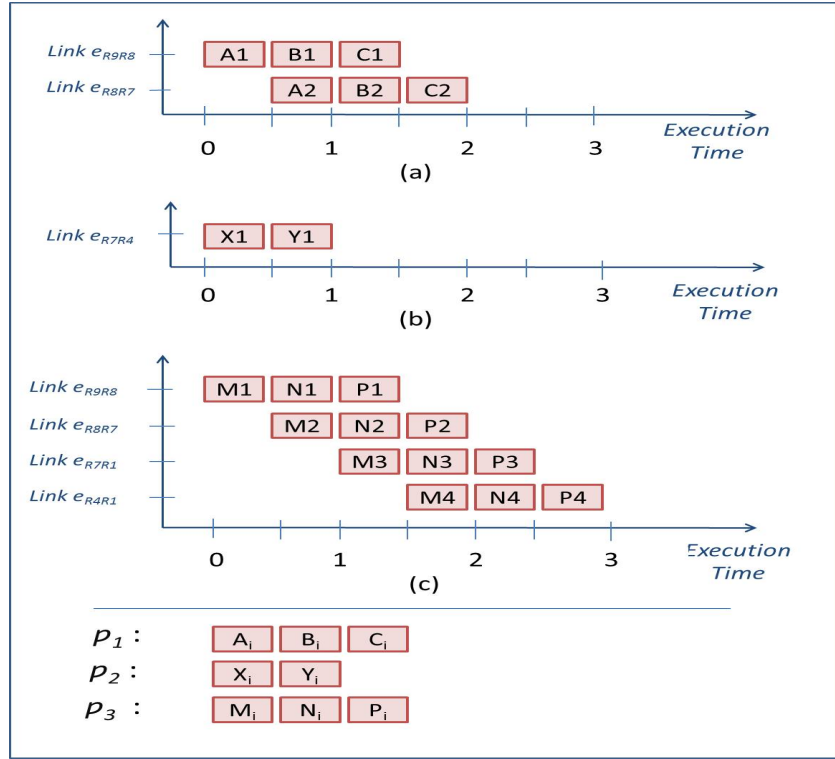 Link eR9R8 A1 B1 C1
Link eR8R7 A2 B2 C2
0 1 2 3 Execution Time
(a)
Link eR7R4 X1 Y1
0 1 2 3 Execution Time
(b)
Link eR9R8 M1 N1 P1
Link eR8R7 M2 N2 P2
Link eR7R1 M3 N3 P3
Link eR4R1 M4 N4 P4
0 1 2 3 Execution Time
(c)
p1 : Ai Bi Ci
p2 : Xi Yi
p3 : Mi Ni Pi